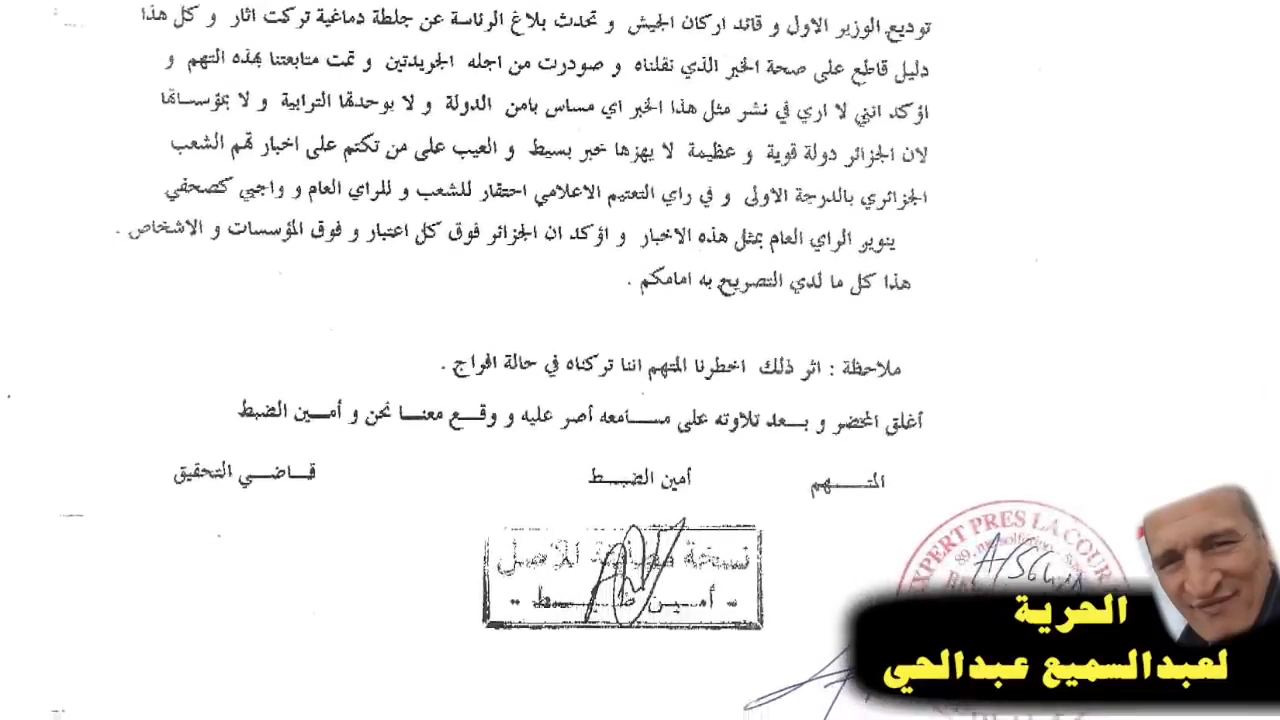 توديع الوزير الاول و قائد اركان الجيش و تحدث بلاغ الرئاسة عن جلطة دماغية تركت اثار و كل هذا
دليل قاطع على صحة الخبر الذي نقلناه و صودرت من اجله الجريدتين و تمت متابعتنا بهذه التهم و
اؤكد انني لا اري في نشر مثل هذا الخبر اي مساس بامن الدولة و لا بوحدتها الترابية و لا بمؤسساتها
لان الجزائر دولة قوية و عظيمة لا يهزها خبر بسيط و العيب على من تكتم على اخبار تهم الشعب
الجزائري بالدرجة الاولى و في راي التعتيم الاعلامي احتقار للشعب و للراي العام و واجبي كصحفي
ينوير الراي العام بمثل هذه الاخبار و اؤكد ان الجزائر فوق كل اعتبار و فوق المؤسسات و الاشخاص .
هذا كل ما لدي التصريح به امامكم .
ملاحظة : اثر ذلك اخطرنا المتهم اننا تركناه في حالة افراج .
أغلق المحضر و بعد تلاوته على مسامعه أصر عليه و وقع معنا نحن و أمين الضبط
المتهم
أمين الضبط
قاضي التحقيق
نسخة مطابقة للأصل
أمين
EXPERT PRES LA COUR
الحرية
لعبدالسميع عبدالحي